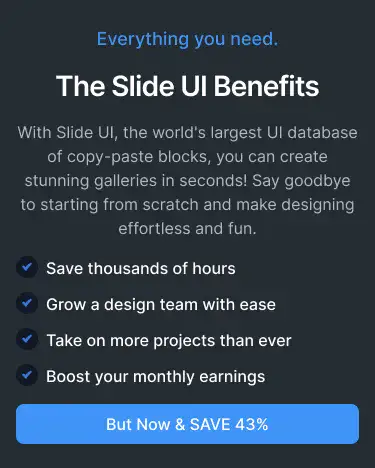 Everything you need.
The Slide UI Benefits
With Slide UI, the world's largest UI database
of copy-paste blocks, you can create
stunning galleries in seconds! Say goodbye
to starting from scratch and make designing
effortless and fun.
Save thousands of hours
Grow a design team with ease
Take on more projects than ever
Boost your monthly earnings
But Now & SAVE 43%